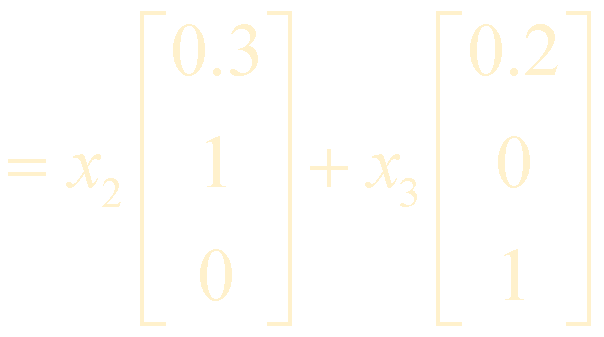 = x₂ [0.3 1 0] + x₃ [0.2 0 1]